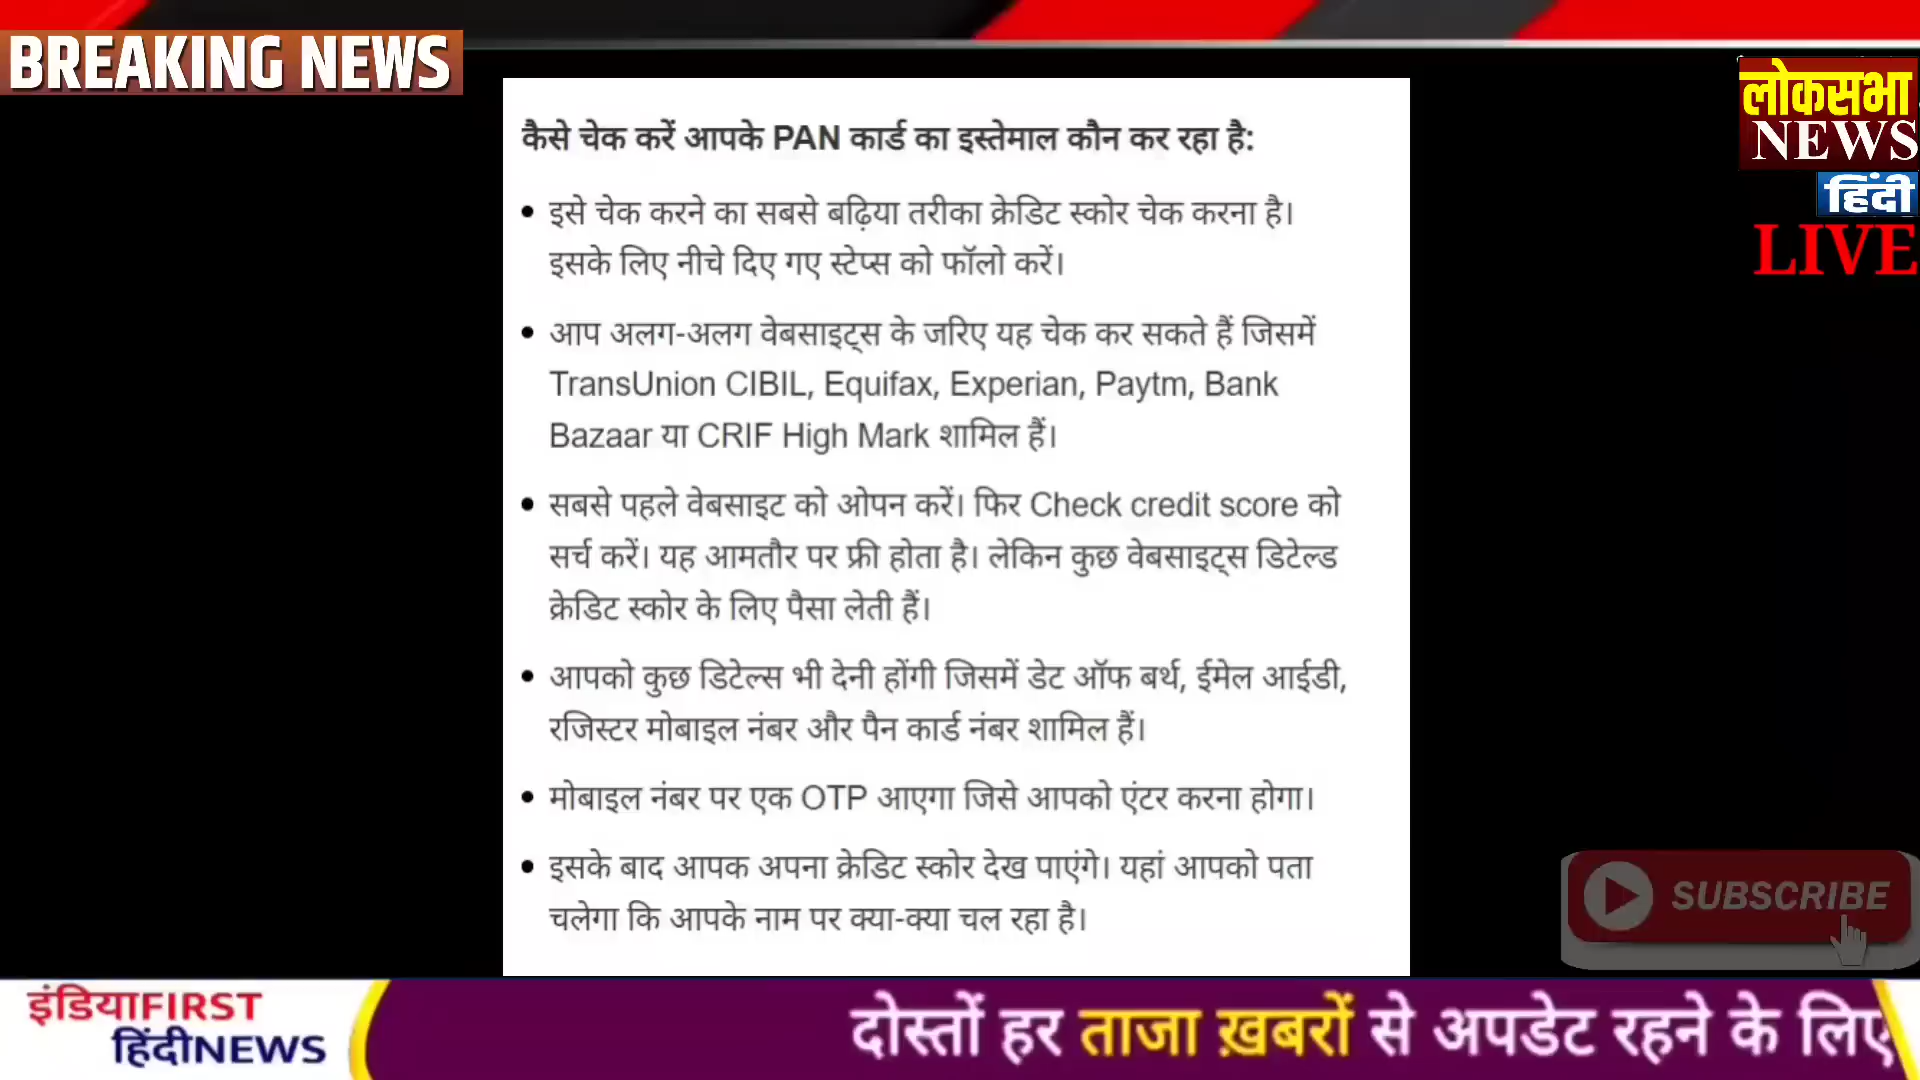 BREAKING NEWS
लोकसभा
NEWS
हिंदी
LIVE
कैसे चेक करें आपके PAN कार्ड का इस्तेमाल कौन कर रहा है:
• इसे चेक करने का सबसे बढ़िया तरीका क्रेडिट स्कोर चेक करना है।
इसके लिए नीचे दिए गए स्टेप्स को फॉलो करें।
• आप अलग-अलग वेबसाइट्स के जरिए यह चेक कर सकते हैं जिसमें
TransUnion CIBIL, Equifax, Experian, Paytm, Bank
Bazaar या CRIF High Mark शामिल हैं।
• सबसे पहले वेबसाइट को ओपन करें। फिर Check credit score को
सर्च करें। यह आमतौर पर फ्री होता है। लेकिन कुछ वेबसाइट्स डिटेल्ड
क्रेडिट स्कोर के लिए पैसा लेती हैं।
• आपको कुछ डिटेल्स भी देनी होंगी जिसमें डेट ऑफ बर्थ, ईमेल आईडी,
रजिस्टर मोबाइल नंबर और पैन कार्ड नंबर शामिल हैं।
• मोबाइल नंबर पर एक OTP आएगा जिसे आपको एंटर करना होगा।
• इसके बाद आपक अपना क्रेडिट स्कोर देख पाएंगे। यहां आपको पता
चलेगा कि आपके नाम पर क्या-क्या चल रहा है।
SUBSCRIBE
इंडियाFIRST
हिंदीNEWS
दोस्तों हर ताजा ख़बरों से अपडेट रहने के लिए